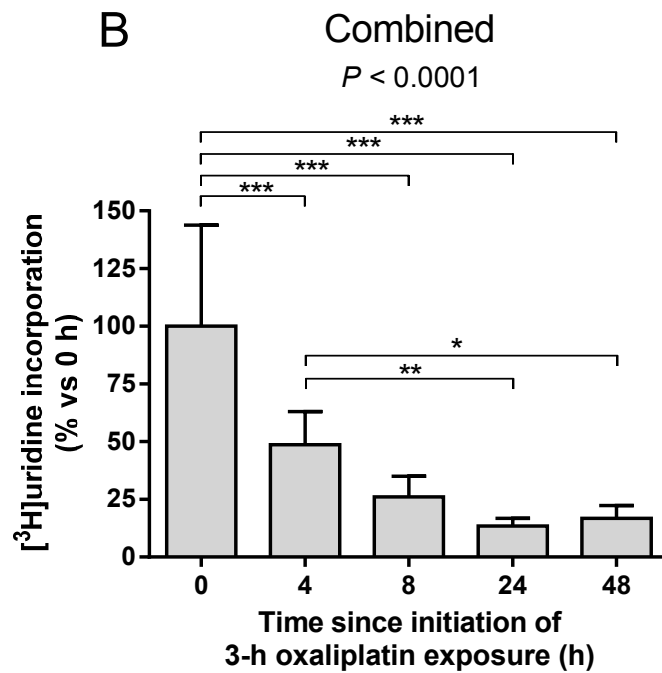 B
Combined
P < 0.0001
***
***
***
***
150
125
100
75
50
25
0
*
**
[³H]uridine incorporation
(% vs 0 h)
0 4 8 24 48
Time since initiation of
3-h oxaliplatin exposure (h)